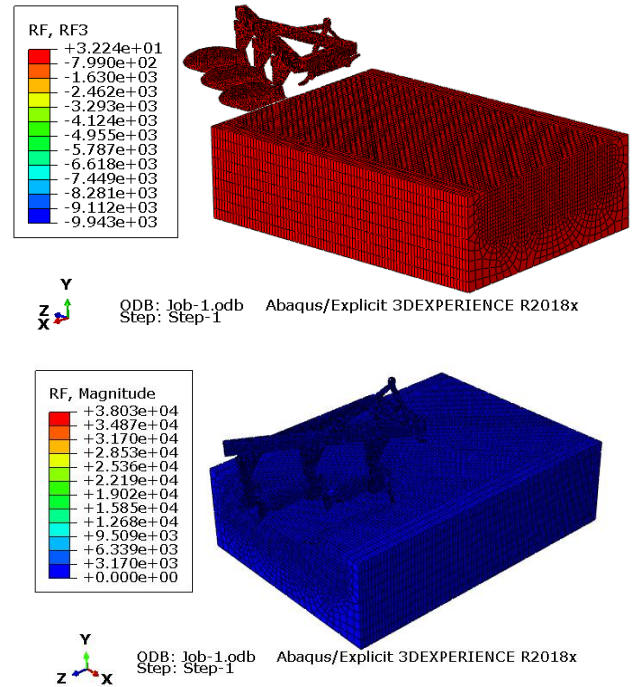 RF, RF3
+3.224e+01
-7.990e+02
-1.630e+03
-2.462e+03
-3.293e+03
-4.124e+03
-4.955e+03
-5.787e+03
-6.618e+03
-7.449e+03
-8.281e+03
-9.112e+03
-9.943e+03
Y
Z
X
ODB: Job-1.odb Abaqus/Explicit 3DEXPERIENCE R2018x
Step: Step-1
RF, Magnitude
+3.803e+04
+3.487e+04
+3.170e+04
+2.853e+04
+2.536e+04
+2.219e+04
+1.902e+04
+1.585e+04
+1.268e+04
+9.509e+03
+6.339e+03
+3.170e+03
+0.000e+00
Y
Z X
ODB: Job-1.odb Abaqus/Explicit 3DEXPERIENCE R2018x
Step: Step-1